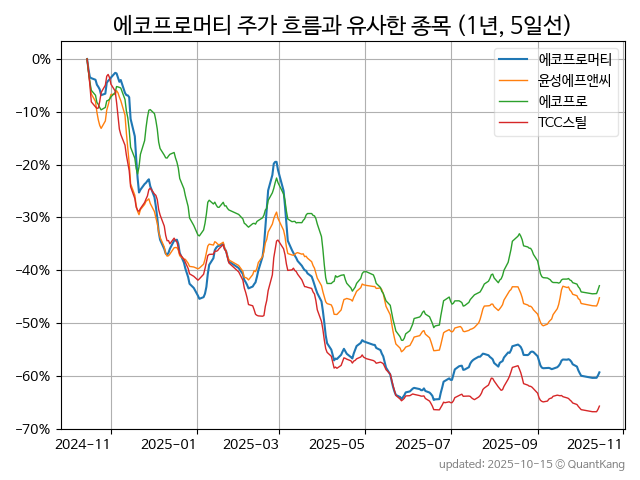 에코프로머티 주가 흐름과 유사한 종목 (1년, 5일선)
에코프로머티
윤성에프앤씨
에코프로
TCC스틸
0%
−10%
−20%
−30%
−40%
−50%
−60%
−70%
2024-11
2025-01
2025-03
2025-05
2025-07
2025-09
2025-11
updated: 2025-10-15 © QuantKang